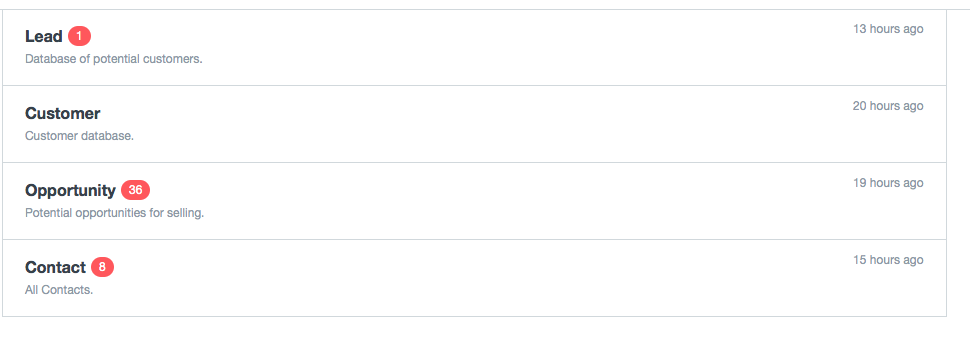 Lead 1
13 hours ago
Database of potential customers.
Customer
20 hours ago
Customer database.
Opportunity 36
19 hours ago
Potential opportunities for selling.
Contact 8
15 hours ago
All Contacts.